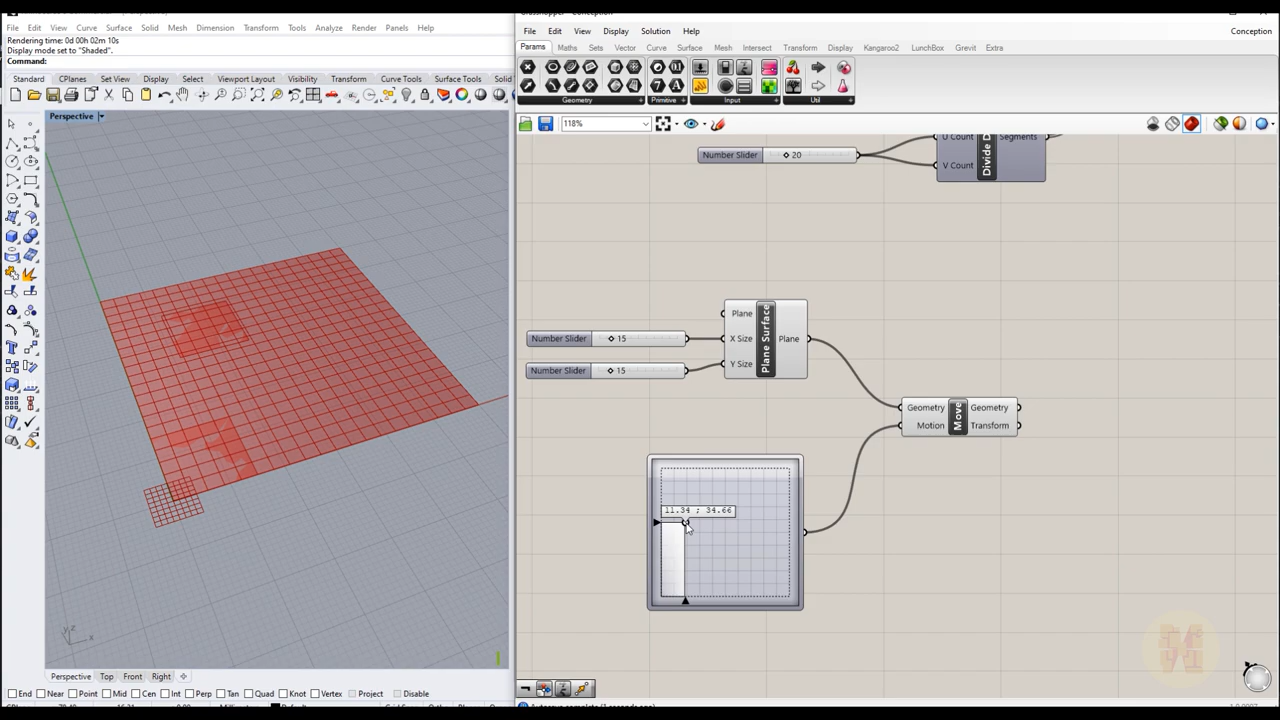 File Edit View Curve Surface Solid Mesh Dimension Transform Tools Analyze Render Panels Help
Rendering time: 0d 00h 02m 10s
Display mode set to "Shaded".
Command:
Standard CPlanes Set View Display Select Viewport Layout Visibility Transform Curve Tools Surface Tools Solid
Perspective
Perspective Top Front Right
End Near Point Mid Cen Int Perp Tan Quad Knot Vertex Project Disable
File Edit View Display Solution Help
Conception
Params Maths Sets Vector Curve Surface Mesh Intersect Transform Display Kangaroo2 LunchBox Grevit Extra
Geometry Primitive Input Util
118%
U Count
V Count
Segments
Number Slider 20
Plane
X Size
Y Size
Plane Surface
Plane
Number Slider 15
Number Slider 15
Geometry
Motion
Move
Geometry
Transform
11.34 ; 34.66